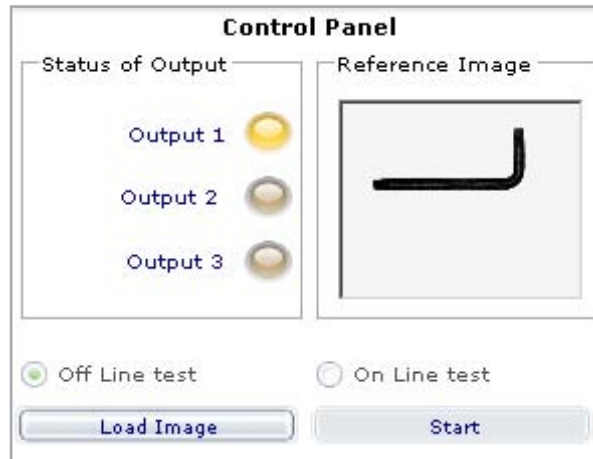 Control Panel
Status of Output
Reference Image
Output 1
Output 2
Output 3
Off Line test
On Line test
Load Image
Start